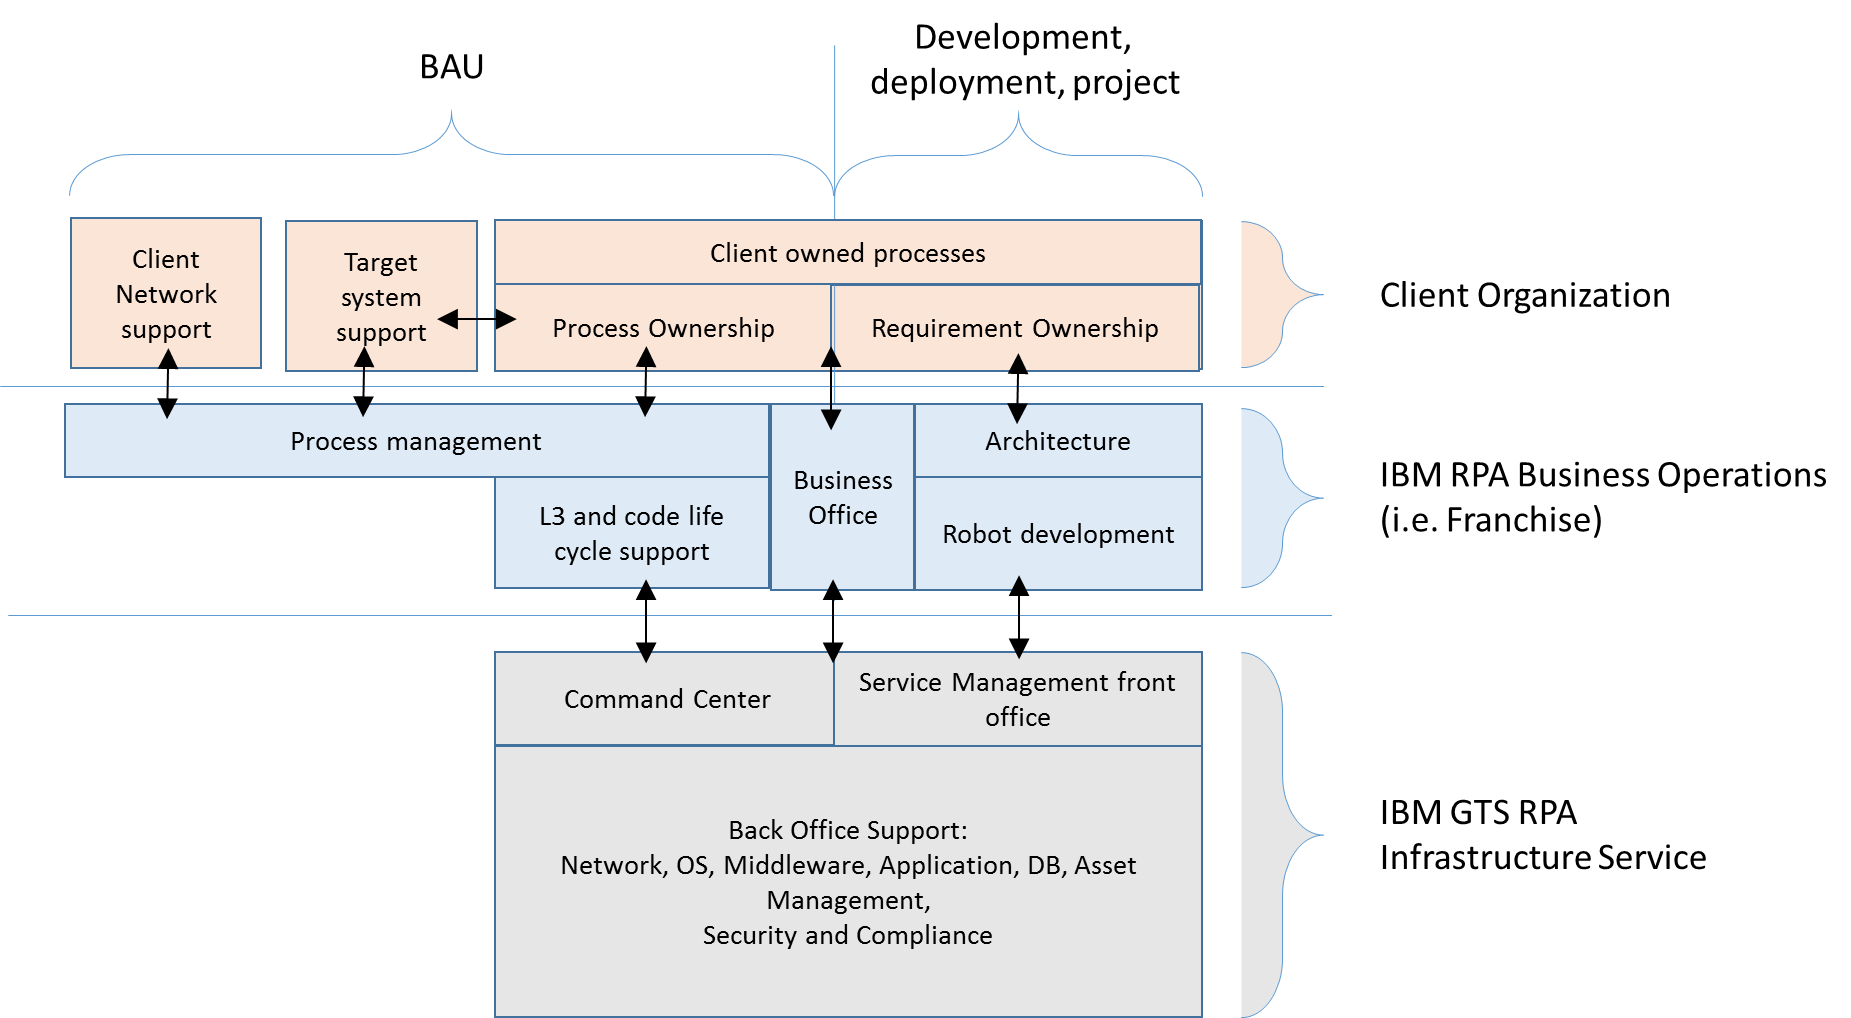 BAU
Development,
deployment, project
Client
Network
support
Target
system
support
Client owned processes
Process Ownership
Requirement Ownership
Client Organization
Process management
L3 and code life
cycle support
Business
Office
Architecture
Robot development
IBM RPA Business Operations
(i.e. Franchise)
Command Center
Service Management front
office
Back Office Support:
Network, OS, Middleware, Application, DB, Asset
Management,
Security and Compliance
IBM GTS RPA
Infrastructure Service